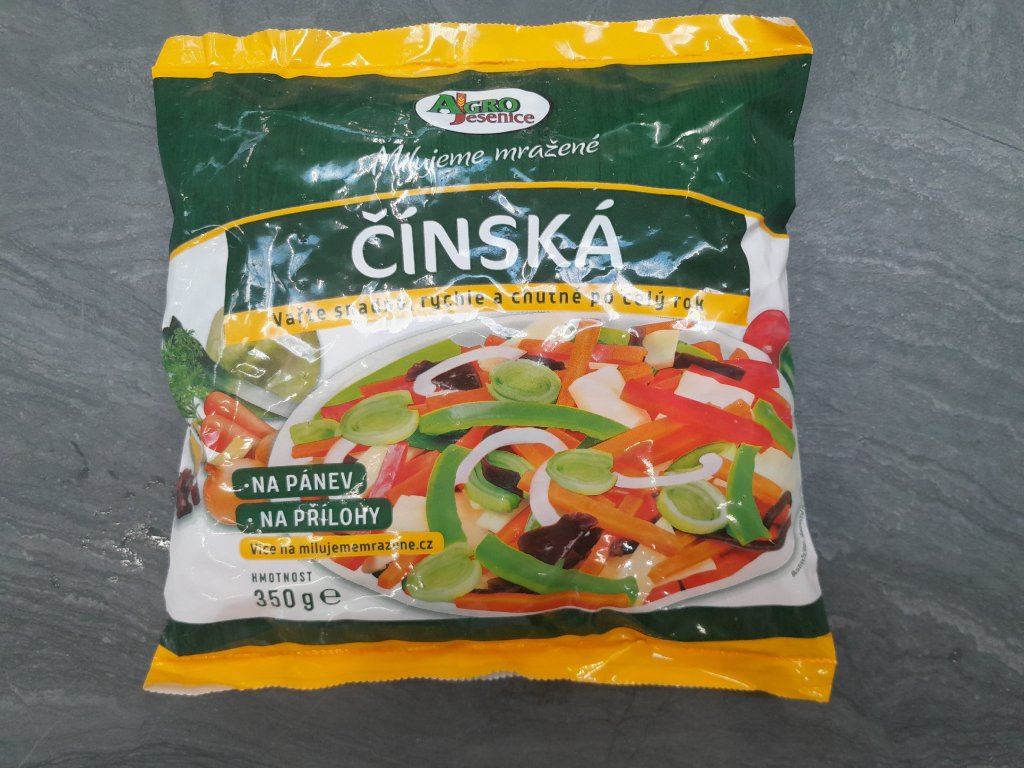 AGRO
Jesenice
Milujeme mražené
ČÍNSKÁ
Vařte snadno, rychle a chutně po celý rok
• NA PÁNEV
• NA PŘÍLOHY
Více na milujememrazene.cz
HMOTNOST
350 g ℮